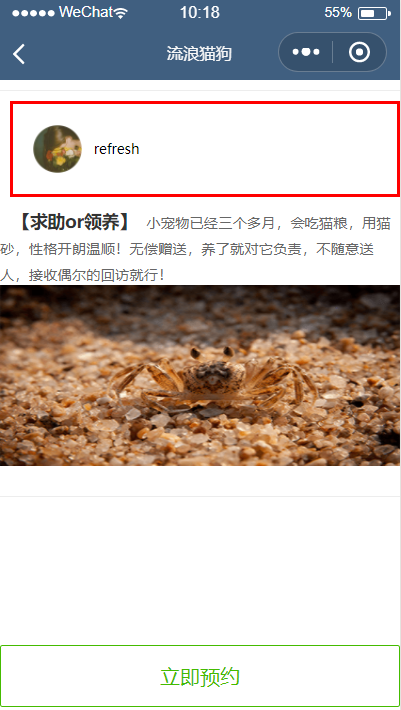 WeChat 10:18 55%
流浪猫狗
refresh
【求助or领养】 小宠物已经三个多月，会吃猫粮，用猫
砂，性格开朗温顺！无偿赠送，养了就对它负责，不随意送
人，接收偶尔的回访就行！
立即预约